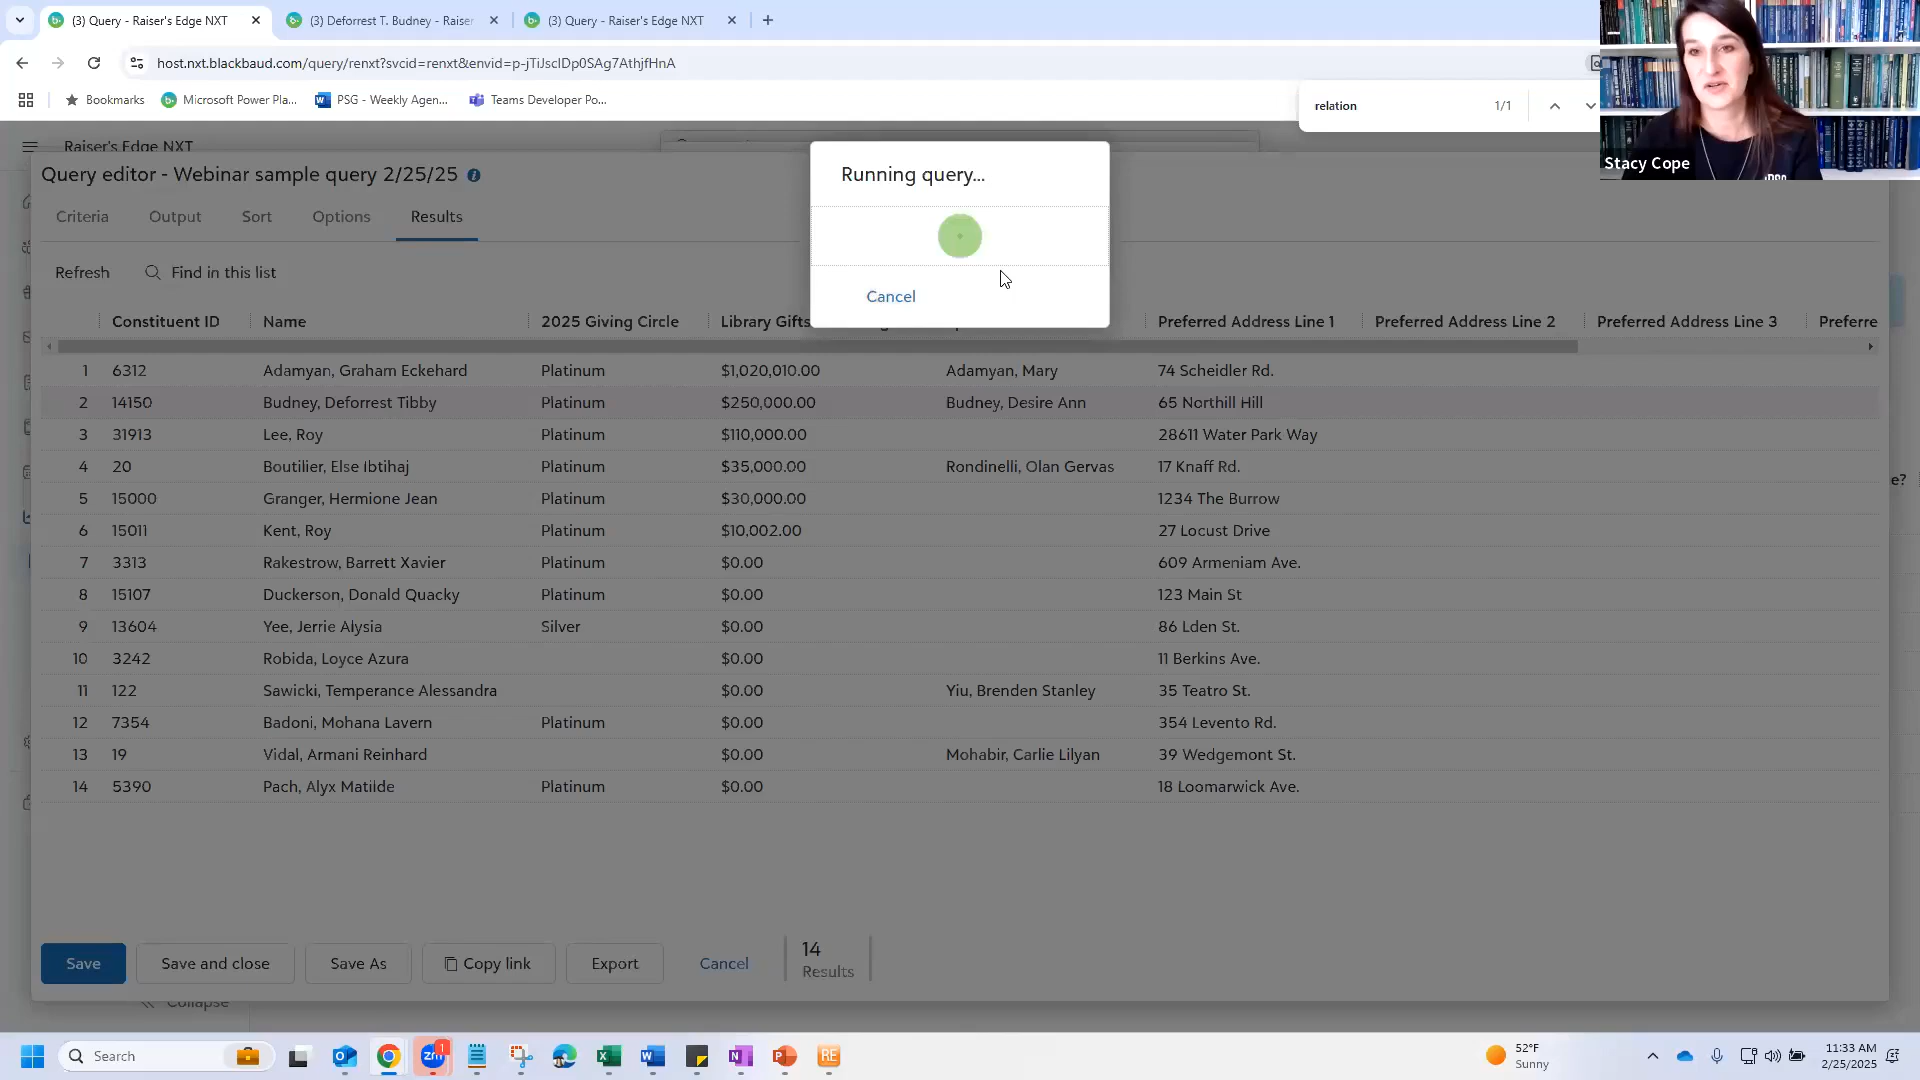 (3) Query - Raiser's Edge NXT
(3) Deforrest T. Budney - Raiser
(3) Query - Raiser's Edge NXT
host.nxt.blackbaud.com/query/renxt?svcid=renxt&envid=p-jTiJsclDp0SAg7AthjfHnA
Bookmarks Microsoft Power Pla... PSG - Weekly Agen... Teams Developer Po...
relation 1/1
Stacy Cope
Raiser's Edge NXT
Query editor - Webinar sample query 2/25/25
Running query...
Cancel
Criteria Output Sort Options Results
Refresh Find in this list
Constituent ID Name 2025 Giving Circle Library Gifts Preferred Address Line 1 Preferred Address Line 2 Preferred Address Line 3 Preferre
1 6312 Adamyan, Graham Eckehard Platinum $1,020,010.00 Adamyan, Mary 74 Scheidler Rd.
2 14150 Budney, Deforrest Tibby Platinum $250,000.00 Budney, Desire Ann 65 Northill Hill
3 31913 Lee, Roy Platinum $110,000.00 28611 Water Park Way
4 20 Boutilier, Else Ibtihaj Platinum $35,000.00 Rondinelli, Olan Gervas 17 Knaff Rd.
5 15000 Granger, Hermione Jean Platinum $30,000.00 1234 The Burrow
6 15011 Kent, Roy Platinum $10,002.00 27 Locust Drive
7 3313 Rakestrow, Barrett Xavier Platinum $0.00 609 Armeniam Ave.
8 15107 Duckerson, Donald Quacky Platinum $0.00 123 Main St
9 13604 Yee, Jerrie Alysia Silver $0.00 86 Lden St.
10 3242 Robida, Loyce Azura $0.00 11 Berkins Ave.
11 122 Sawicki, Temperance Alessandra $0.00 Yiu, Brenden Stanley 35 Teatro St.
12 7354 Badoni, Mohana Lavern Platinum $0.00 354 Levento Rd.
13 19 Vidal, Armani Reinhard $0.00 Mohabir, Carlie Lilyan 39 Wedgemont St.
14 5390 Pach, Alyx Matilde Platinum $0.00 18 Loomarwick Ave.
e?
Save Save and close Save As Copy link Export Cancel 14
Results
Collapse
Search
1
52°F
Sunny
11:33 AM
2/25/2025